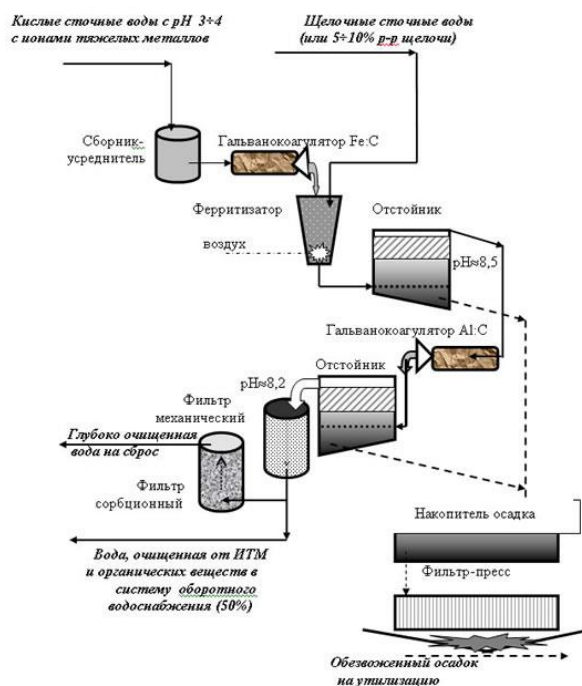 Кислые сточные воды с pH 3÷4
с ионами тяжелых металлов
Щелочные сточные воды
(или 5÷10% р-р щелочи)
Сборник-
усреднитель
Гальванокоагулятор Fe:C
Ферритизатор
Отстойник
воздух
pH≈8,5
Гальванокоагулятор Al:C
Отстойник
pH≈8,2
Фильтр
механический
Глубоко очищенная
вода на сброс
Фильтр
сорбционный
Накопитель осадка
Вода, очищенная от ИТМ
и органических веществ в
систему оборотного
водоснабжения (50%)
Фильтр-пресс
Обезвоженный осадок
на утилизацию